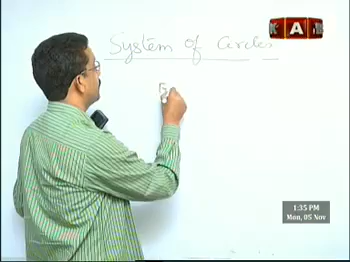 System of Circles
A
1:35 PM
Mon, 05 Nov